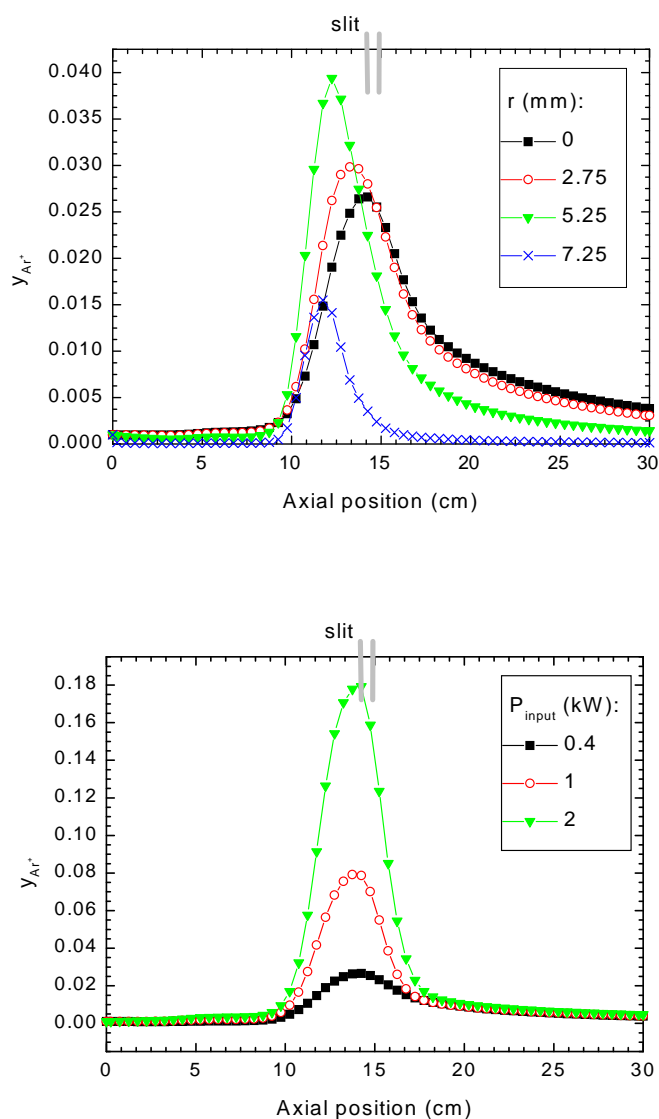 slit
0.040
0.035
0.030
0.025
0.020
0.015
0.010
0.005
0.000
y_Ar⁺
r (mm):
0
2.75
5.25
7.25
0 5 10 15 20 25 30
Axial position (cm)
slit
0.18
0.16
0.14
0.12
0.10
0.08
0.06
0.04
0.02
0.00
y_Ar⁺
P_input (kW):
0.4
1
2
0 5 10 15 20 25 30
Axial position (cm)